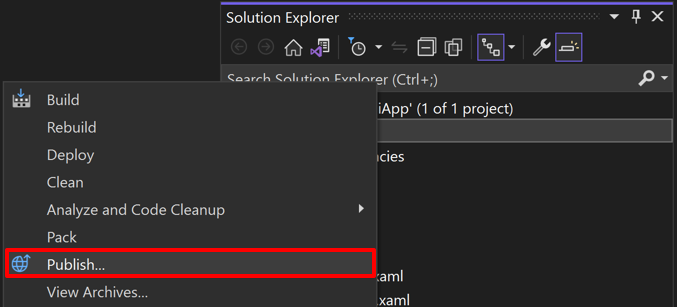 Solution Explorer
Search Solution Explorer (Ctrl+;)
iApp' (1 of 1 project)
ncies
xaml
.xaml
Build
Rebuild
Deploy
Clean
Analyze and Code Cleanup
Pack
Publish...
View Archives...